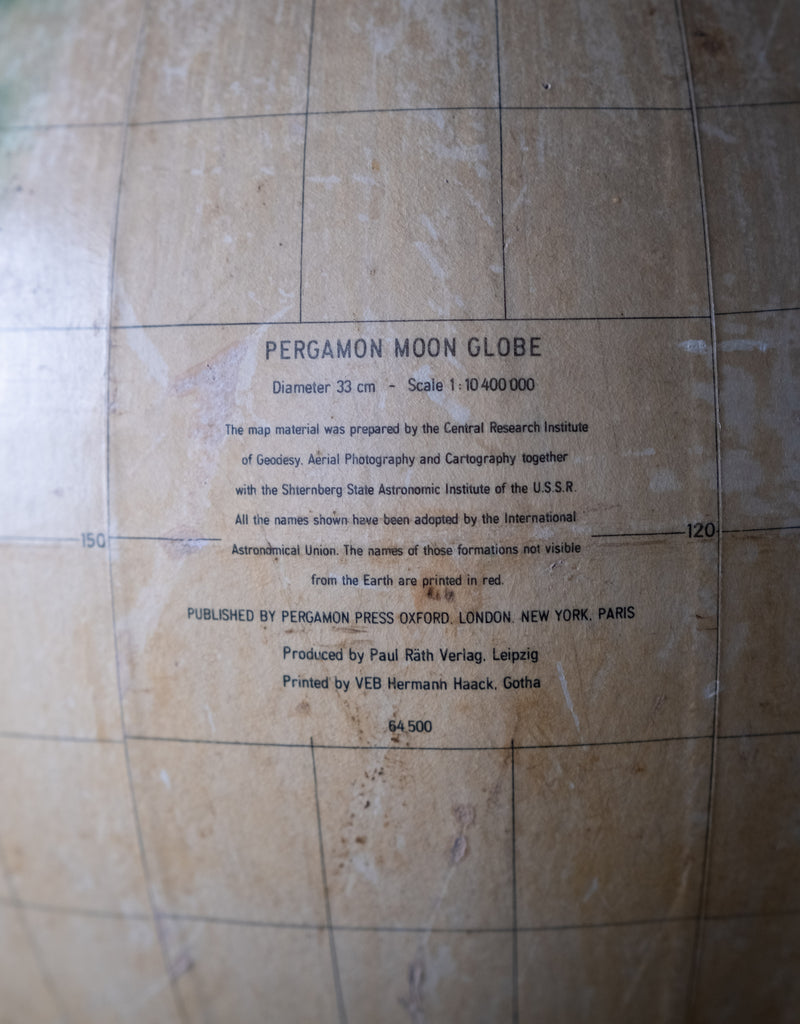 PERGAMON MOON GLOBE
Diameter 33 cm - Scale 1:10 400 000
The map material was prepared by the Central Research Institute
of Geodesy, Aerial Photography and Cartography together
with the Shternberg State Astronomic Institute of the U.S.S.R.
All the names shown have been adopted by the International
150
120
Astronomical Union. The names of those formations not visible
from the Earth are printed in red.
PUBLISHED BY PERGAMON PRESS OXFORD, LONDON, NEW YORK, PARIS
Produced by Paul Räth Verlag, Leipzig
Printed by VEB Hermann Haack, Gotha
64 500